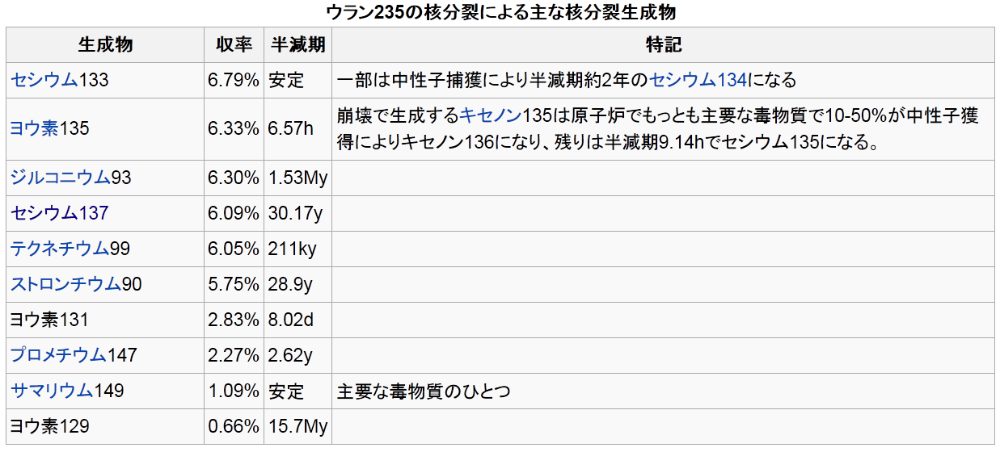 ウラン235の核分裂による主な核分裂生成物
生成物 収率 半減期 特記
セシウム133 6.79% 安定 一部は中性子捕獲により半減期約2年のセシウム134になる
ヨウ素135 6.33% 6.57h 崩壊で生成するキセノン135は原子炉でもっとも主要な毒物質で10-50%が中性子獲
得によりキセノン136になり、残りは半減期9.14hでセシウム135になる。
ジルコニウム93 6.30% 1.53My
セシウム137 6.09% 30.17y
テクネチウム99 6.05% 211ky
ストロンチウム90 5.75% 28.9y
ヨウ素131 2.83% 8.02d
プロメチウム147 2.27% 2.62y
サマリウム149 1.09% 安定 主要な毒物質のひとつ
ヨウ素129 0.66% 15.7My